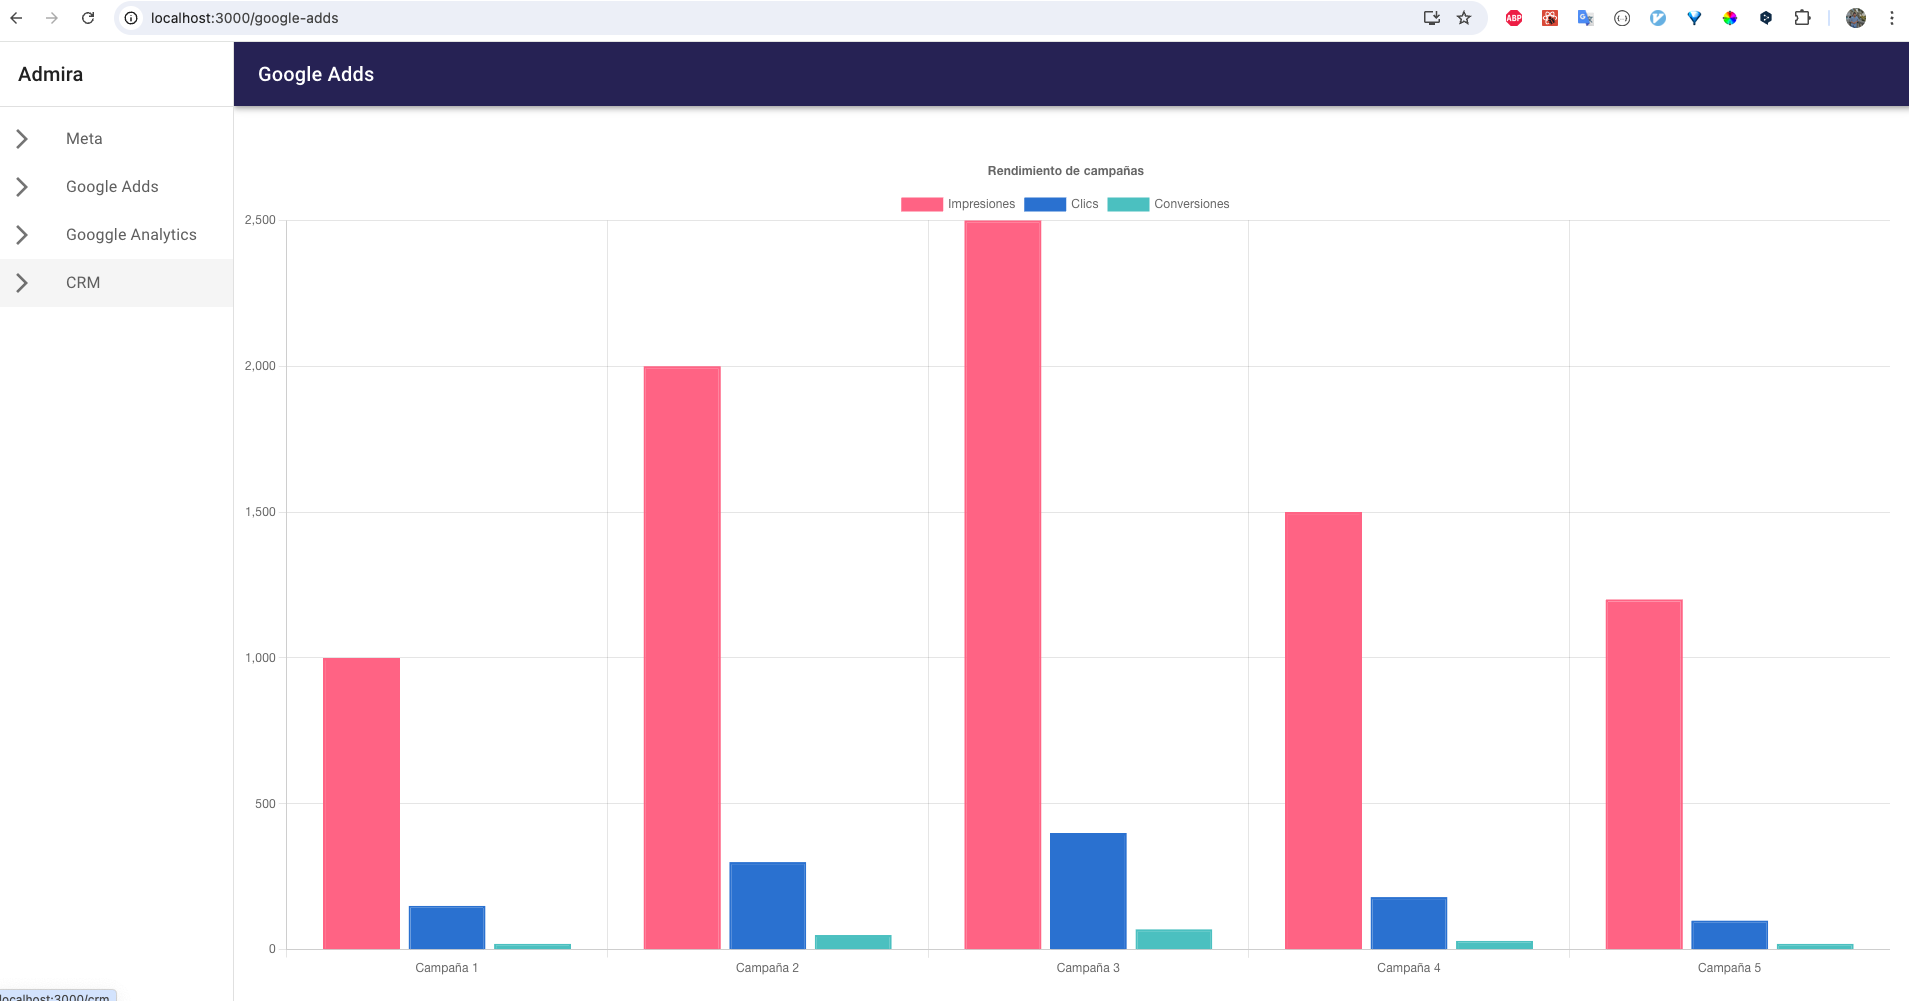 localhost:3000/google-adds
ABP
Admira
Google Adds
Meta
Google Adds
Googgle Analytics
CRM
Rendimiento de campañas
Impresiones Clics Conversiones
2,500
2,000
1,500
1,000
500
0
Campaña 1 Campaña 2 Campaña 3 Campaña 4 Campaña 5
localhost:3000/crm